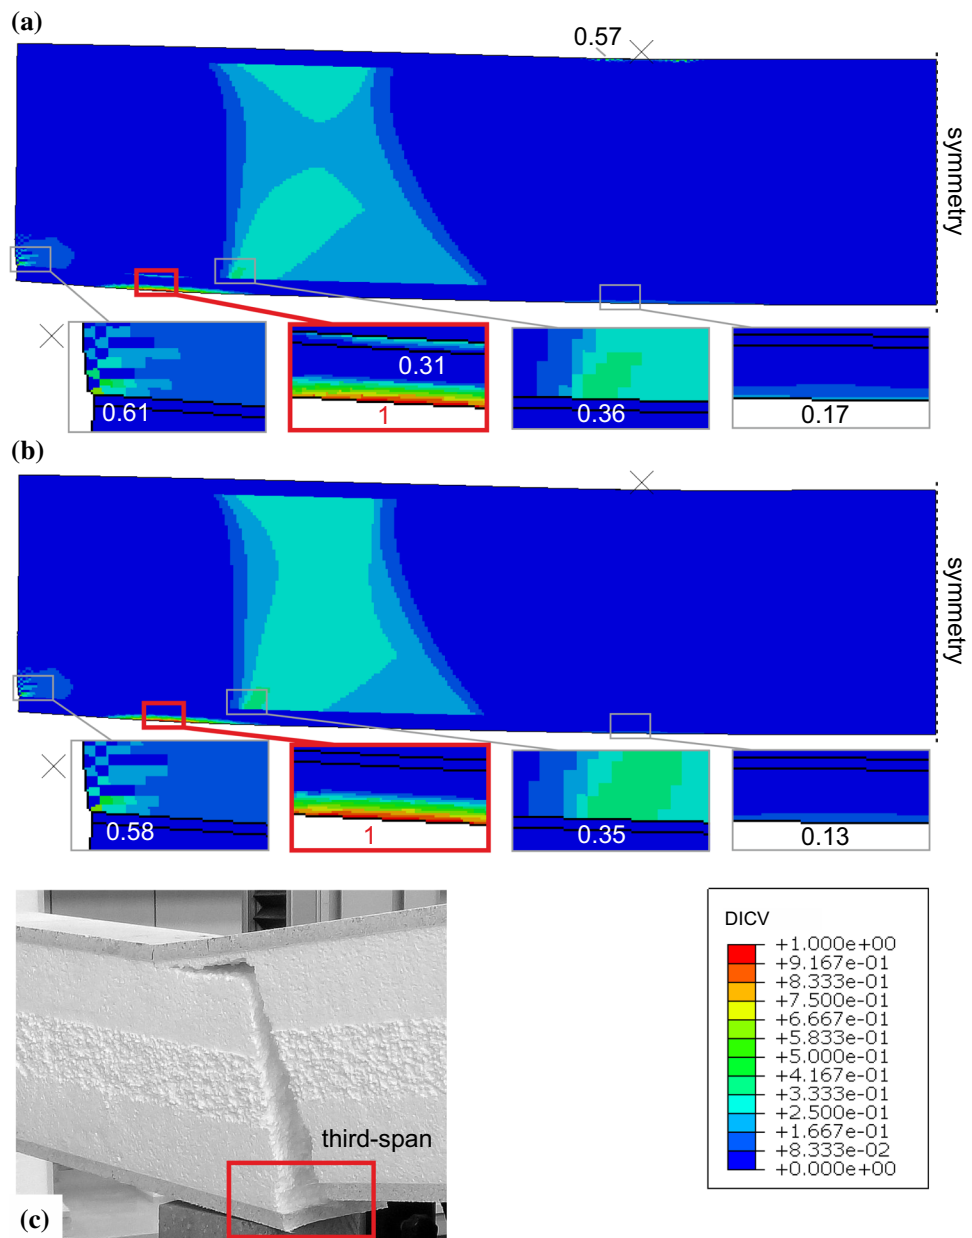 (a)
0.57
symmetry
0.61
0.31
1
0.36
0.17
(b)
symmetry
0.58
1
0.35
0.13
third-span
(c)
DICV
+1.000e+00
+9.167e-01
+8.333e-01
+7.500e-01
+6.667e-01
+5.833e-01
+5.000e-01
+4.167e-01
+3.333e-01
+2.500e-01
+1.667e-01
+8.333e-02
+0.000e+00